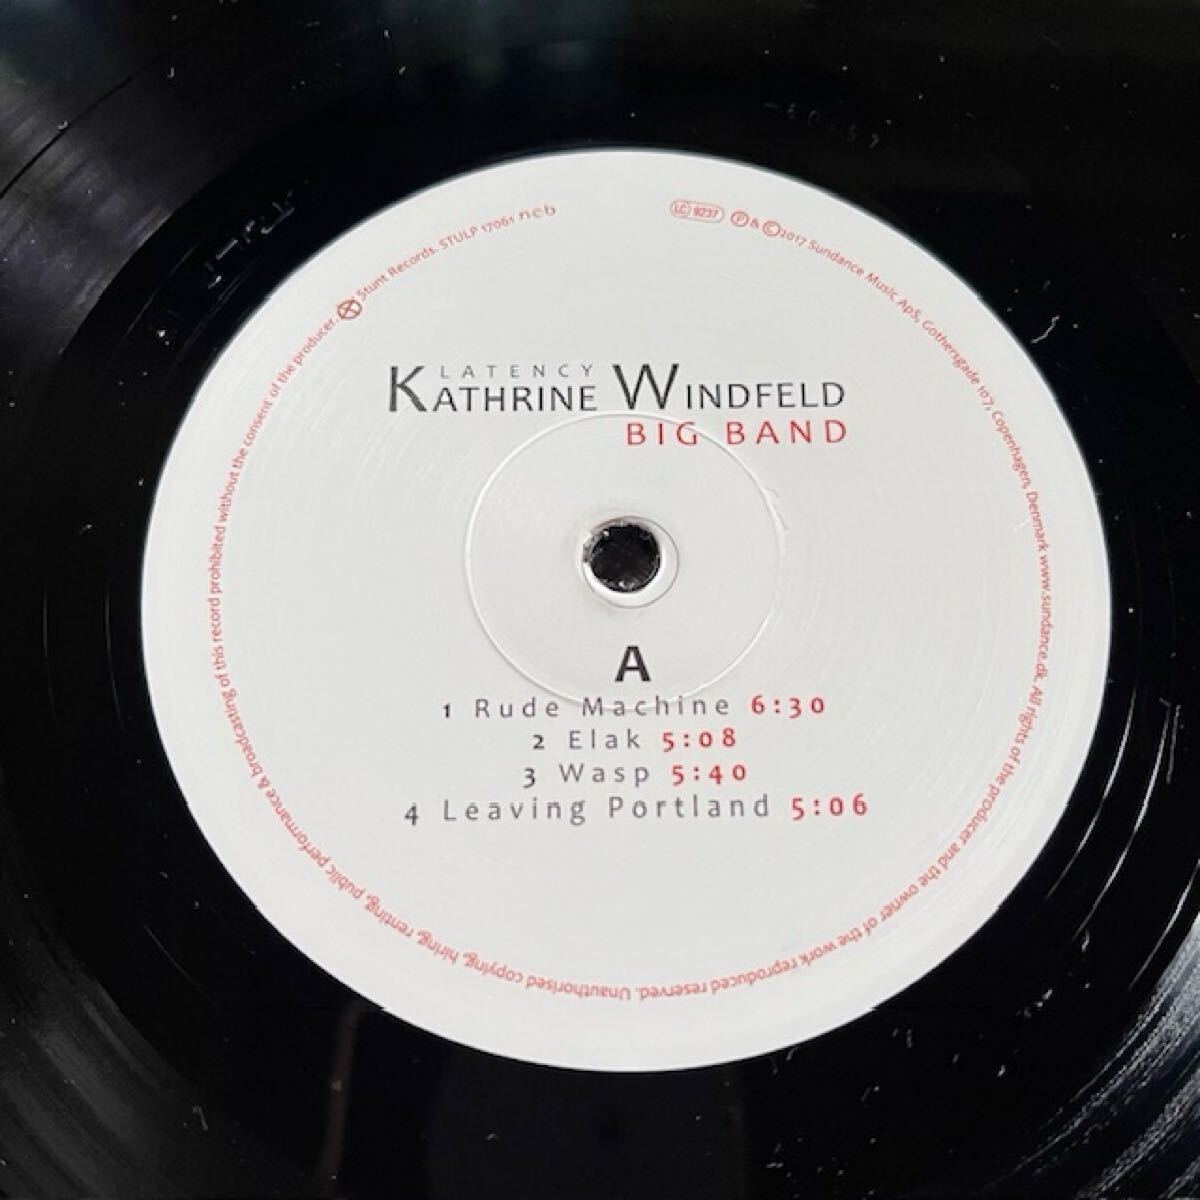 Stunt Records. STULP 17061 ncb
LC 9237 ℗ & © 2017 Sundance Music ApS, Gothersgade 107, Copenhagen, Denmark www.sundance.dk. All rights of the producer and the owner of the work reproduced reserved. Unauthorised copying, hiring, renting, public performance & broadcasting of this record prohibited without the consent of the producer.
LATENCY
KATHRINE WINDFELD
BIG BAND
A
1 Rude Machine 6:30
2 Elak 5:08
3 Wasp 5:40
4 Leaving Portland 5:06